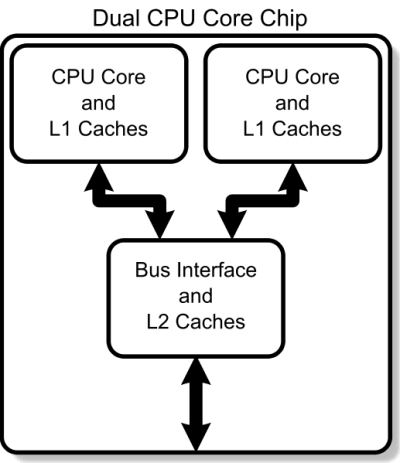 Dual CPU Core Chip
CPU Core
and
L1 Caches
CPU Core
and
L1 Caches
Bus Interface
and
L2 Caches